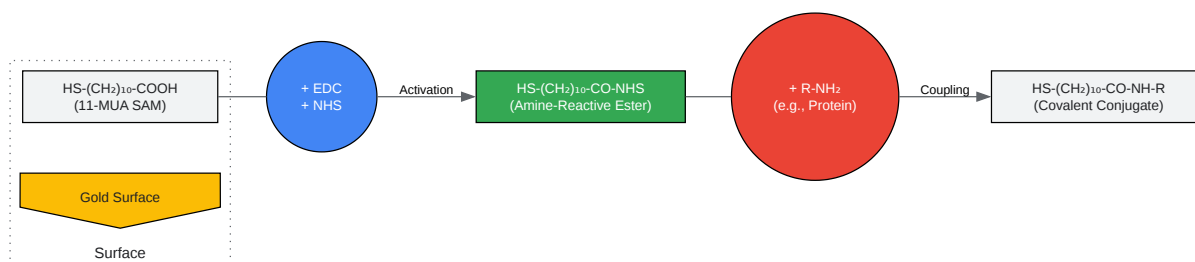 HS-(CH₂)₁₀-COOH
(11-MUA SAM)
+ EDC
+ NHS
Activation
HS-(CH₂)₁₀-CO-NHS
(Amine-Reactive Ester)
+ R-NH₂
(e.g., Protein)
Coupling
HS-(CH₂)₁₀-CO-NH-R
(Covalent Conjugate)
Gold Surface
Surface